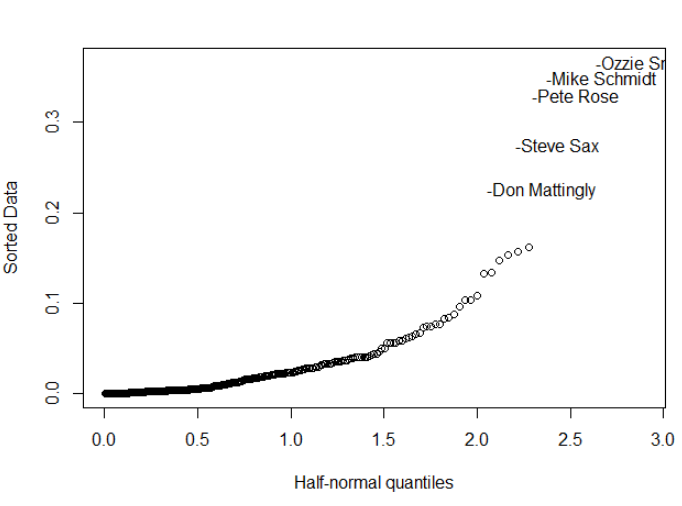 -Ozzie Sr
-Mike Schmidt
-Pete Rose
-Steve Sax
-Don Mattingly
Sorted Data
0.3
0.2
0.1
0.0
0.0 0.5 1.0 1.5 2.0 2.5 3.0
Half-normal quantiles